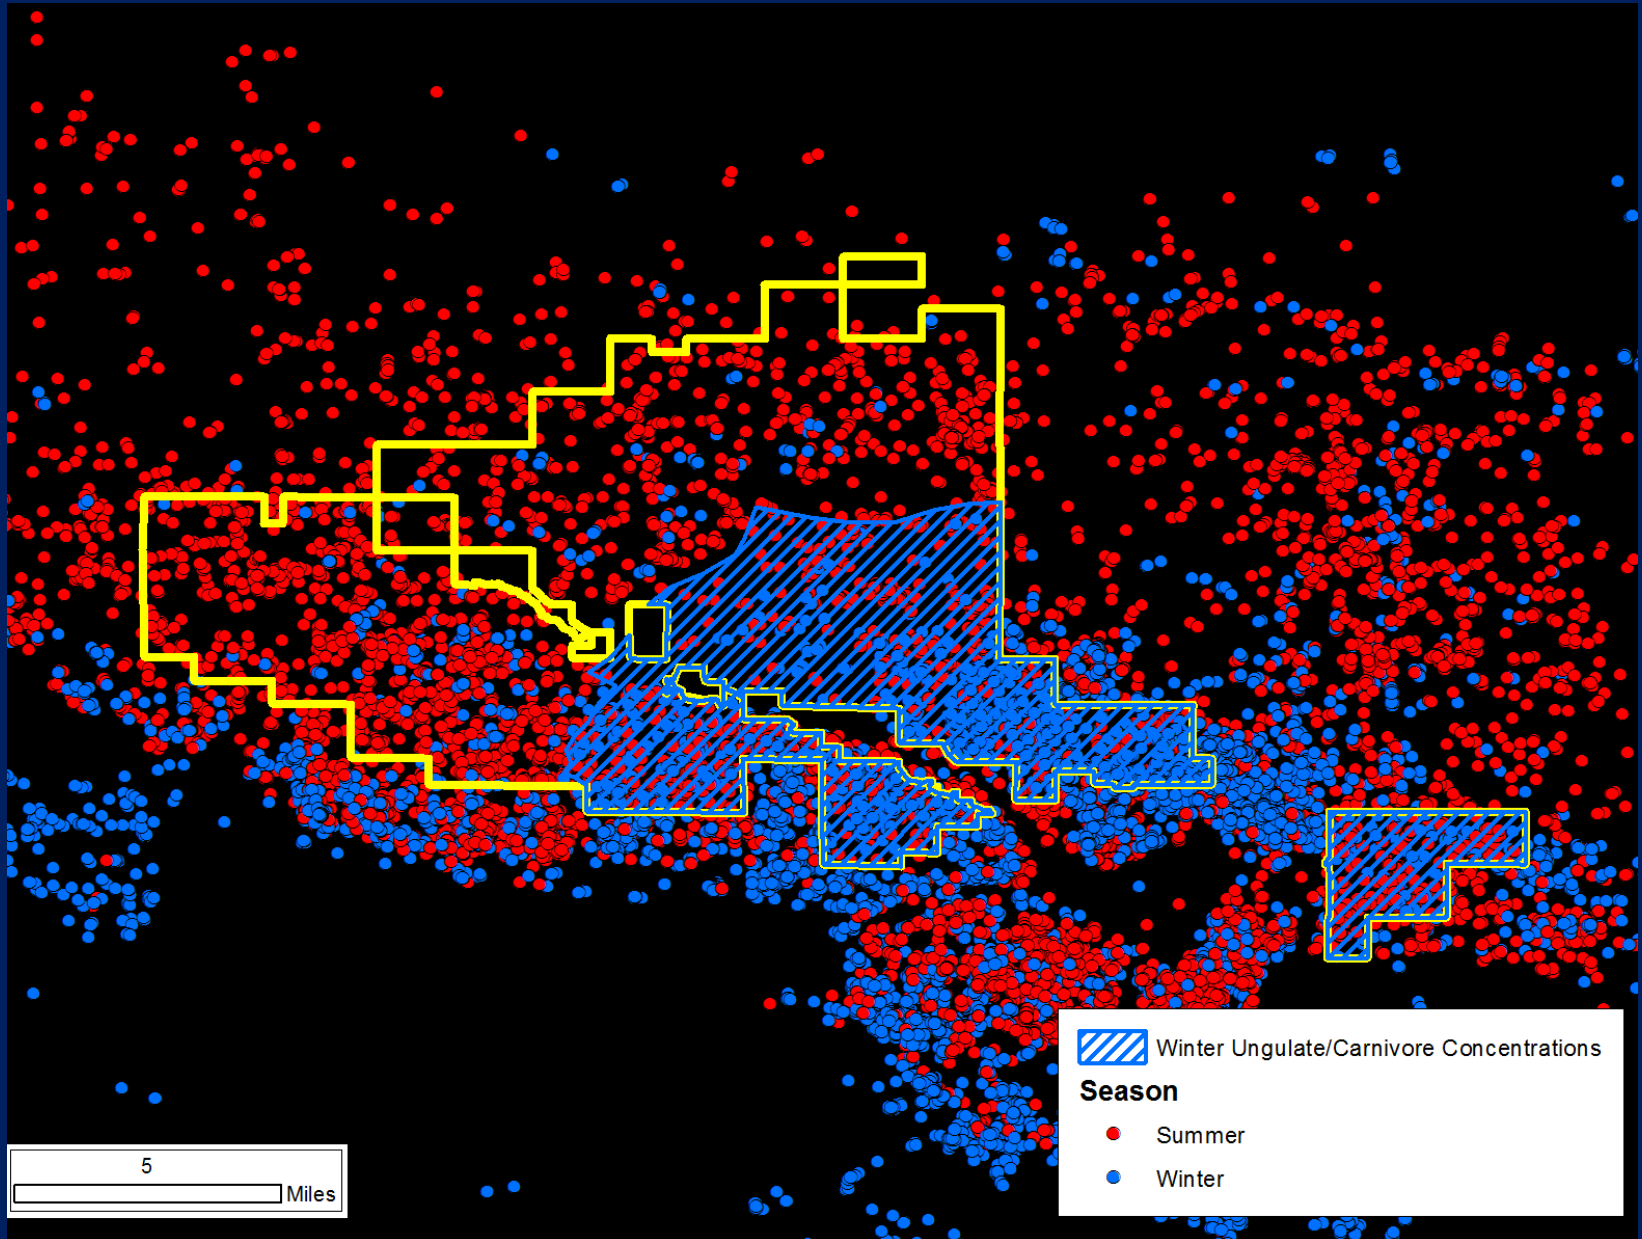 Winter Ungulate/Carnivore Concentrations
Season
Summer
Winter
5
Miles